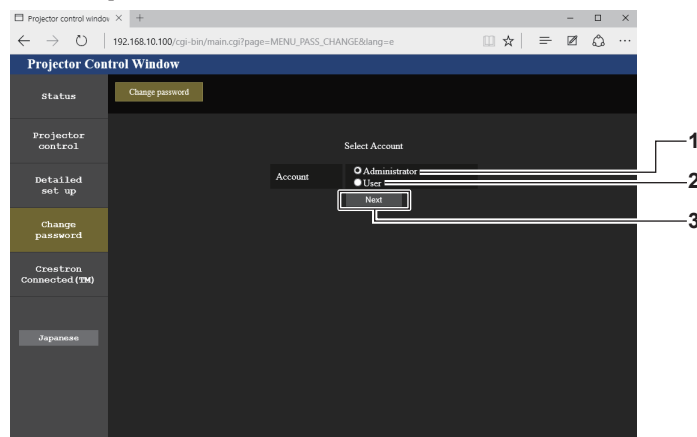 Projector control window
192.168.10.100/cgi-bin/main.cgi?page=MENU_PASS_CHANGE&lang=e
Projector Control Window
Status
Change password
Projector
control
Detailed
set up
Change
password
Crestron
Connected(TM)
Japanese
Select Account
Account
Administrator
User
Next
1
2
3